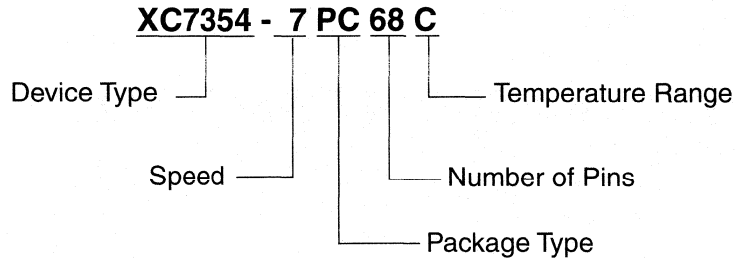 XC7354 - 7 PC 68 C
Device Type
Temperature Range
Speed
Number of Pins
Package Type